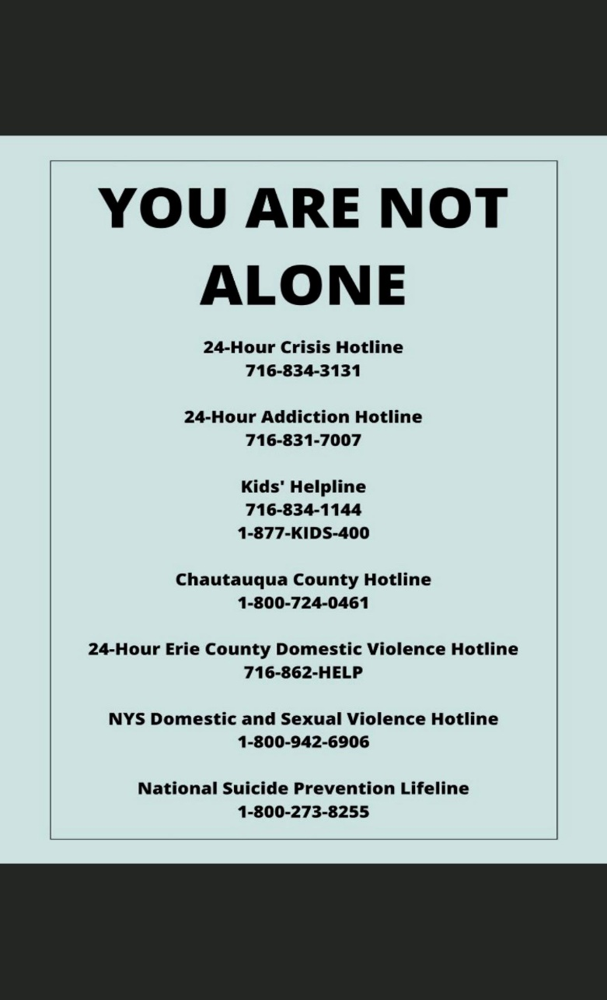 YOU ARE NOT
ALONE
24-Hour Crisis Hotline
716-834-3131
24-Hour Addiction Hotline
716-831-7007
Kids' Helpline
716-834-1144
1-877-KIDS-400
Chautauqua County Hotline
1-800-724-0461
24-Hour Erie County Domestic Violence Hotline
716-862-HELP
NYS Domestic and Sexual Violence Hotline
1-800-942-6906
National Suicide Prevention Lifeline
1-800-273-8255